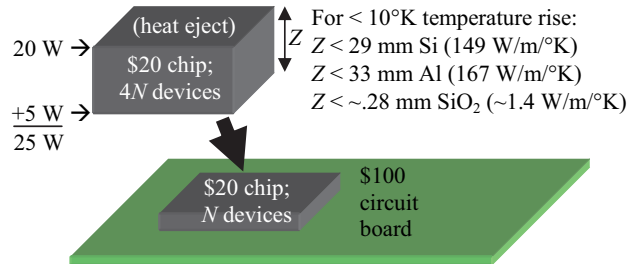 (heat eject)
Z
20 W →
$20 chip;
4N devices
+5 W →
25 W
For < 10°K temperature rise:
Z < 29 mm Si (149 W/m/°K)
Z < 33 mm Al (167 W/m/°K)
Z < ~.28 mm SiO₂ (~1.4 W/m/°K)
$20 chip;
N devices
$100
circuit
board